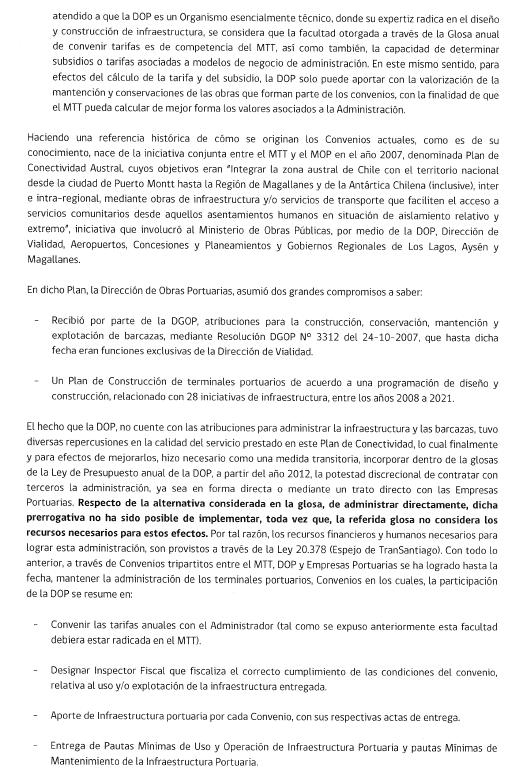 atendido a que la DOP es un Organismo esencialmente técnico, donde su expertiz radica en el diseño
y construcción de infraestructura, se considera que la facultad otorgada a través de la Glosa anual
de convenir tarifas es de competencia del MTT, así como también, la capacidad de determinar
subsidios o tarifas asociadas a modelos de negocio de administración. En este mismo sentido, para
efectos del cálculo de la tarifa y del subsidio, la DOP solo puede aportar con la valorización de la
mantención y conservaciones de las obras que forman parte de los convenios, con la finalidad de que
el MTT pueda calcular de mejor forma los valores asociados a la Administración.
Haciendo una referencia histórica de cómo se originan los Convenios actuales, como es de su
conocimiento, nace de la iniciativa conjunta entre el MTT y el MOP en el año 2007, denominada Plan de
Conectividad Austral, cuyos objetivos eran "Integrar la zona austral de Chile con el territorio nacional
desde la ciudad de Puerto Montt hasta la Región de Magallanes y de la Antártica Chilena (inclusive), inter
e intra-regional, mediante obras de infraestructura y/o servicios de transporte que faciliten el acceso a
servicios comunitarios desde aquellos asentamientos humanos en situación de aislamiento relativo y
extremo", iniciativa que involucró al Ministerio de Obras Públicas, por medio de la DOP, Dirección de
Vialidad, Aeropuertos, Concesiones y Planeamientos y Gobiernos Regionales de Los Lagos, Aysén y
Magallanes.
En dicho Plan, la Dirección de Obras Portuarias, asumió dos grandes compromisos a saber:
- Recibió por parte de la DGOP, atribuciones para la construcción, conservación, mantención y
explotación de barcazas, mediante Resolución DGOP Nº 3312 del 24-10-2007, que hasta dicha
fecha eran funciones exclusivas de la Dirección de Vialidad.
- Un Plan de Construcción de terminales portuarios de acuerdo a una programación de diseño y
construcción, relacionado con 28 iniciativas de infraestructura, entre los años 2008 a 2021.
El hecho que la DOP, no cuente con las atribuciones para administrar la infraestructura y las barcazas, tuvo
diversas repercusiones en la calidad del servicio prestado en este Plan de Conectividad, lo cual finalmente
y para efectos de mejorarlos, hizo necesario como una medida transitoria, incorporar dentro de la glosas
de la Ley de Presupuesto anual de la DOP, a partir del año 2012, la potestad discrecional de contratar con
terceros la administración, ya sea en forma directa o mediante un trato directo con las Empresas
Portuarias. Respecto de la alternativa considerada en la glosa, de administrar directamente, dicha
prerrogativa no ha sido posible de implementar, toda vez que, la referida glosa no considera los
recursos necesarios para estos efectos. Por tal razón, los recursos financieros y humanos necesarios para
lograr esta administración, son provistos a través de la Ley 20.378 (Espejo de TranSantiago). Con todo lo
anterior, a través de Convenios tripartitos entre el MTT, DOP y Empresas Portuarias se ha logrado hasta la
fecha, mantener la administración de los terminales portuarios, Convenios en los cuales, la participación
de la DOP se resume en:
- Convenir las tarifas anuales con el Administrador (tal como se expuso anteriormente esta facultad
debiera estar radicada en el MTT).
- Designar Inspector Fiscal que fiscaliza el correcto cumplimiento de las condiciones del convenio,
relativa al uso y/o explotación de la infraestructura entregada.
- Aporte de Infraestructura portuaria por cada Convenio, con sus respectivas actas de entrega.
- Entrega de Pautas Mínimas de Uso y Operación de Infraestructura Portuaria y pautas Mínimas de
Mantenimiento de la Infraestructura Portuaria.